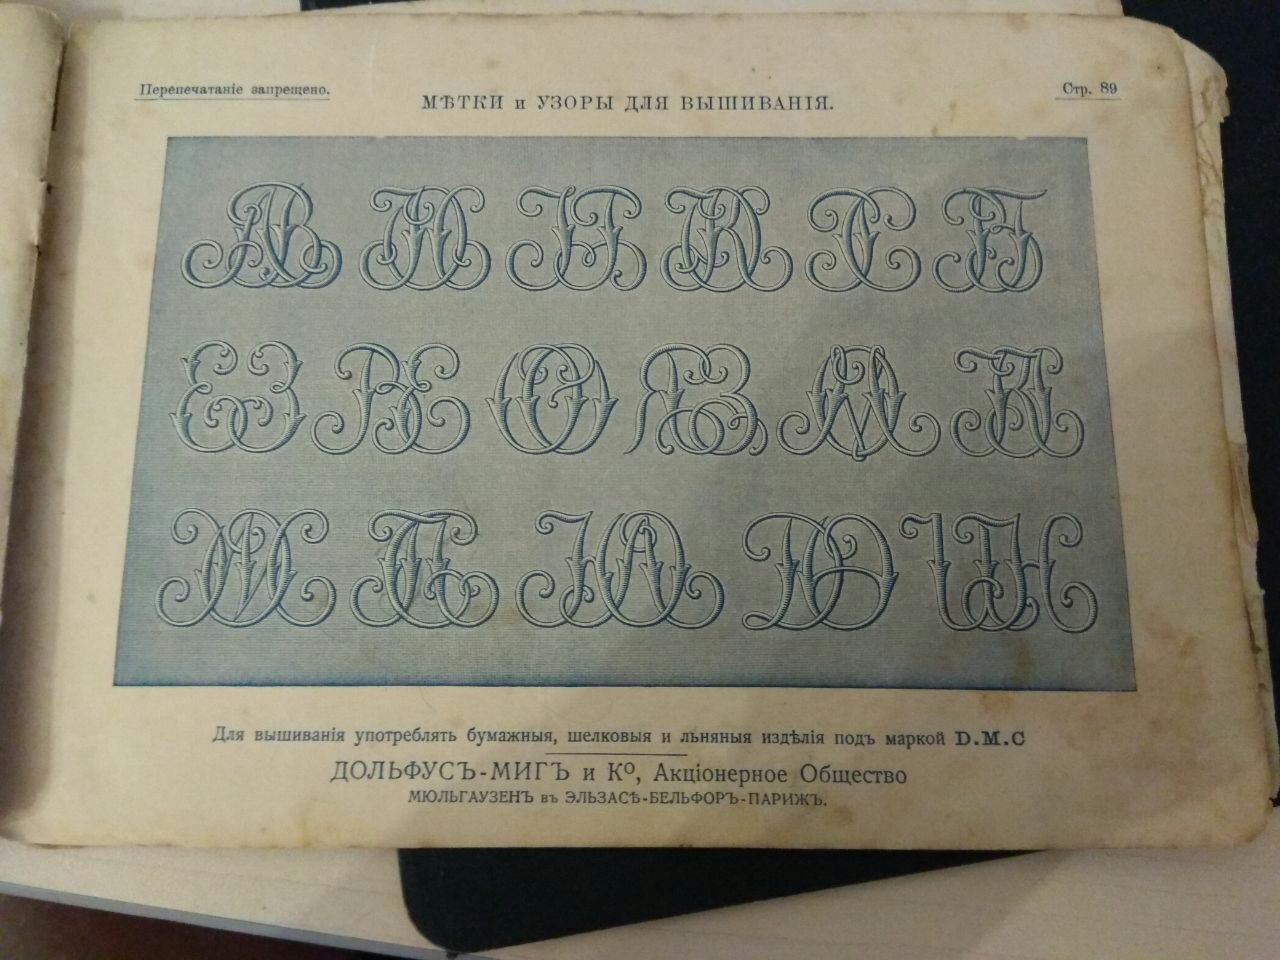 Перепечатаніе запрещено.
МѢТКИ и УЗОРЫ ДЛЯ ВЫШИВАНІЯ.
Стр. 89
Для вышиванія употреблять бумажныя, шелковыя и льняныя издѣлія подъ маркой D.M.C
ДОЛЬФУСЪ-МИГЪ и Кº, Акціонерное Общество
МЮЛЬГАУЗЕНЪ въ ЭЛЬЗАСѢ-БЕЛЬФОРЪ-ПАРИЖЪ.